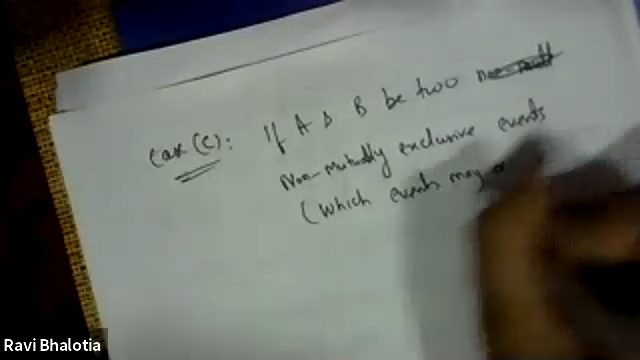 Case (c): If A & B be two
Non-mutually exclusive events
(which events may
Ravi Bhalotia